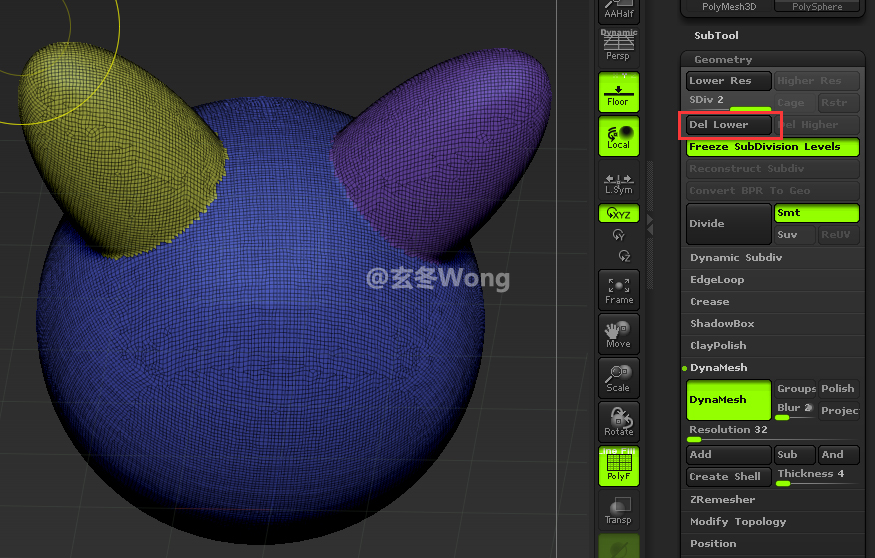 PolyMesh3D
PolySphere
AAHalf
Dynamic
Persp
SubTool
Geometry
Lower Res
Higher Res
Floor
SDiv 2
Cage
Rstr
Del Lower
Del Higher
Local
Freeze SubDivision Levels
Reconstruct Subdiv
L.Sym
Convert BPR To Geo
XYZ
Divide
Smt
Y
Suv
ReUV
Z
Dynamic Subdiv
@玄冬Wong
EdgeLoop
Frame
Crease
ShadowBox
Move
ClayPolish
DynaMesh
Scale
DynaMesh
Groups
Polish
Blur 2
Projec
Rotate
Resolution 32
Line Fill
Add
Sub
And
PolyF
Create Shell
Thickness 4
ZRemesher
Transp
Modify Topology
Position